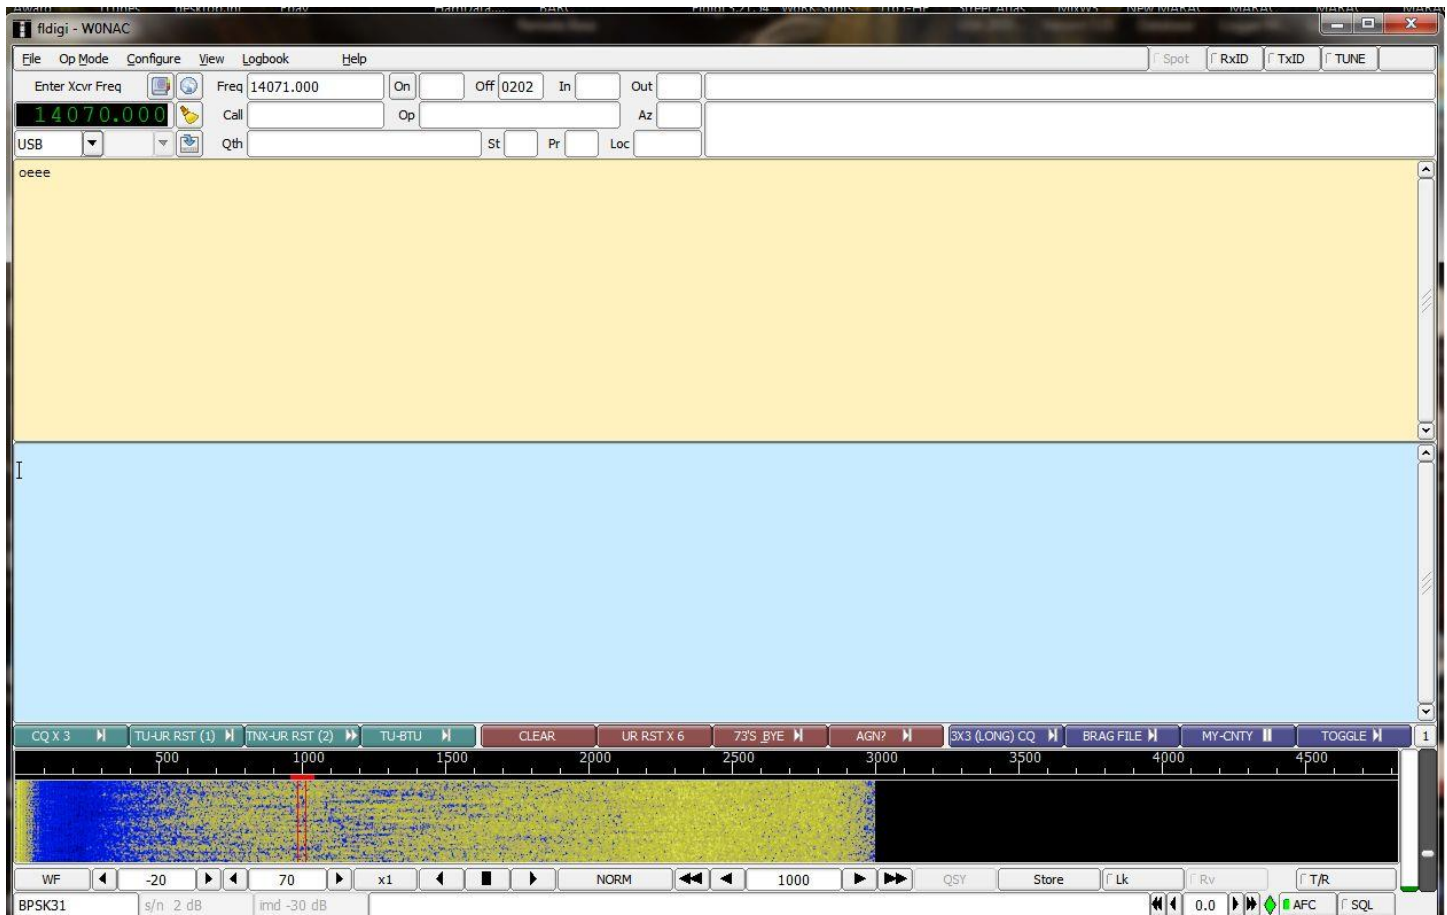 fldigi - W0NAC
File Op Mode Configure View Logbook Help Spot RxID TxID TUNE
Enter Xcvr Freq Freq 14071.000 On Off 0202 In Out
14070.000 Call Op Az
USB Qth St Pr Loc
oeee
CQ X 3 TU-UR RST (1) TNX-UR RST (2) TU-BTU CLEAR UR RST X 6 73'S BYE AGN? 3X3 (LONG) CQ BRAG FILE MY-CNTY TOGGLE 1
500 1000 1500 2000 2500 3000 3500 4000 4500
WF -20 70 x1 NORM 1000 QSY Store Lk Rv T/R
BPSK31 s/n 2 dB imd -30 dB 0.0 AFC SQL